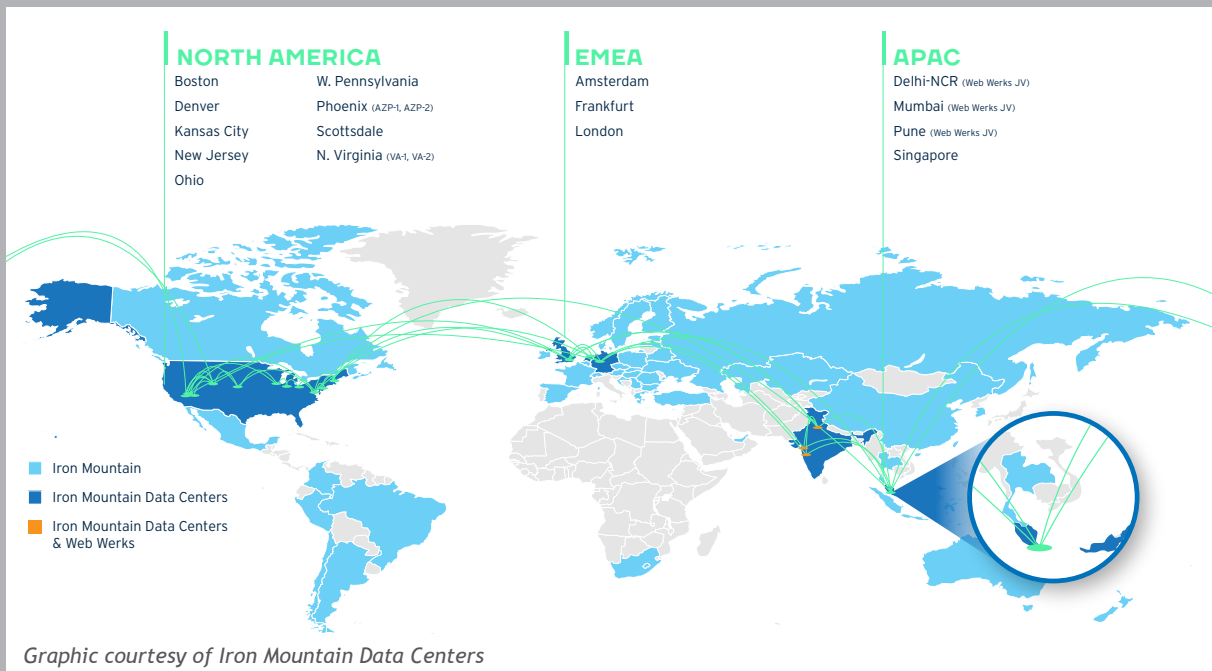 NORTH AMERICA
Boston
Denver
Kansas City
New Jersey
Ohio
W. Pennsylvania
Phoenix (AZP-1, AZP-2)
Scottsdale
N. Virginia (VA-1, VA-2)
EMEA
Amsterdam
Frankfurt
London
APAC
Delhi-NCR (Web Werks JV)
Mumbai (Web Werks JV)
Pune (Web Werks JV)
Singapore
Iron Mountain
Iron Mountain Data Centers
Iron Mountain Data Centers
& Web Werks
Graphic courtesy of Iron Mountain Data Centers